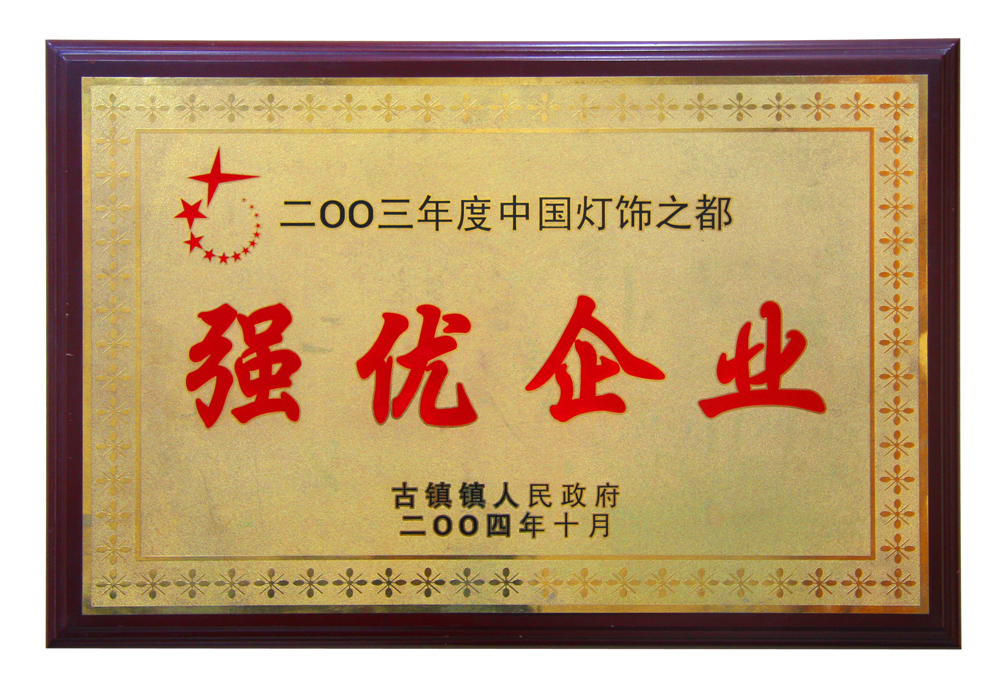 二OO三年度中国灯饰之都
强优企业
古镇镇人民政府
二OO四年十月